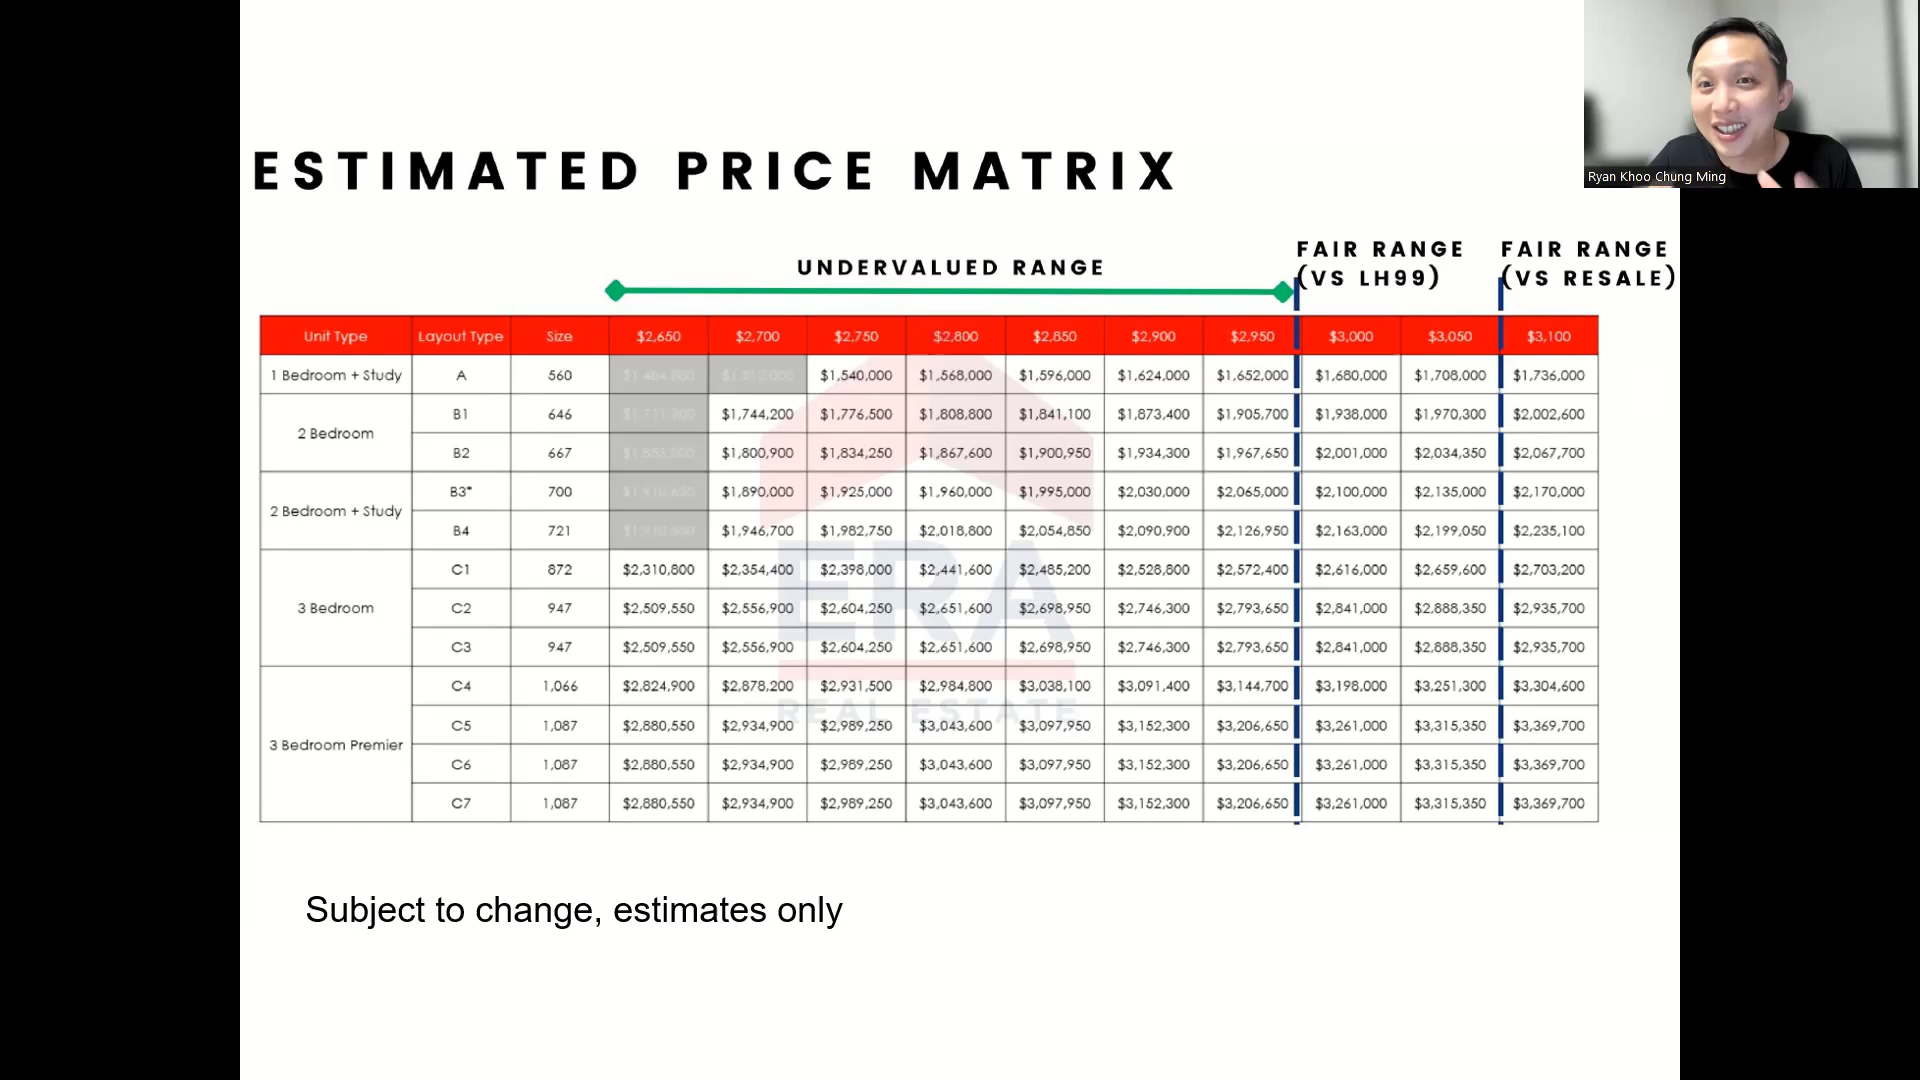 Ryan Khoo Chung Ming
ESTIMATED PRICE MATRIX
UNDERVALUED RANGE
FAIR RANGE
(VS LH99)
FAIR RANGE
(VS RESALE)
Unit Type Layout Type Size $2,650 $2,700 $2,750 $2,800 $2,850 $2,900 $2,950 $3,000 $3,050 $3,100
1 Bedroom + Study A 560 $1,540,000 $1,568,000 $1,596,000 $1,624,000 $1,652,000 $1,680,000 $1,708,000 $1,736,000
2 Bedroom
B1 646 $1,744,200 $1,776,500 $1,808,800 $1,841,100 $1,873,400 $1,905,700 $1,938,000 $1,970,300 $2,002,600
B2 667 $1,800,900 $1,834,250 $1,867,600 $1,900,950 $1,934,300 $1,967,650 $2,001,000 $2,034,350 $2,067,700
2 Bedroom + Study
B3* 700 $1,890,000 $1,925,000 $1,960,000 $1,995,000 $2,030,000 $2,065,000 $2,100,000 $2,135,000 $2,170,000
B4 721 $1,946,700 $1,982,750 $2,018,800 $2,054,850 $2,090,900 $2,126,950 $2,163,000 $2,199,050 $2,235,100
3 Bedroom
C1 872 $2,310,800 $2,354,400 $2,398,000 $2,441,600 $2,485,200 $2,528,800 $2,572,400 $2,616,000 $2,659,600 $2,703,200
C2 947 $2,509,550 $2,556,900 $2,604,250 $2,651,600 $2,698,950 $2,746,300 $2,793,650 $2,841,000 $2,888,350 $2,935,700
C3 947 $2,509,550 $2,556,900 $2,604,250 $2,651,600 $2,698,950 $2,746,300 $2,793,650 $2,841,000 $2,888,350 $2,935,700
3 Bedroom Premier
C4 1,066 $2,824,900 $2,878,200 $2,931,500 $2,984,800 $3,038,100 $3,091,400 $3,144,700 $3,198,000 $3,251,300 $3,304,600
C5 1,087 $2,880,550 $2,934,900 $2,989,250 $3,043,600 $3,097,950 $3,152,300 $3,206,650 $3,261,000 $3,315,350 $3,369,700
C6 1,087 $2,880,550 $2,934,900 $2,989,250 $3,043,600 $3,097,950 $3,152,300 $3,206,650 $3,261,000 $3,315,350 $3,369,700
C7 1,087 $2,880,550 $2,934,900 $2,989,250 $3,043,600 $3,097,950 $3,152,300 $3,206,650 $3,261,000 $3,315,350 $3,369,700
ERA
REAL ESTATE
Subject to change, estimates only